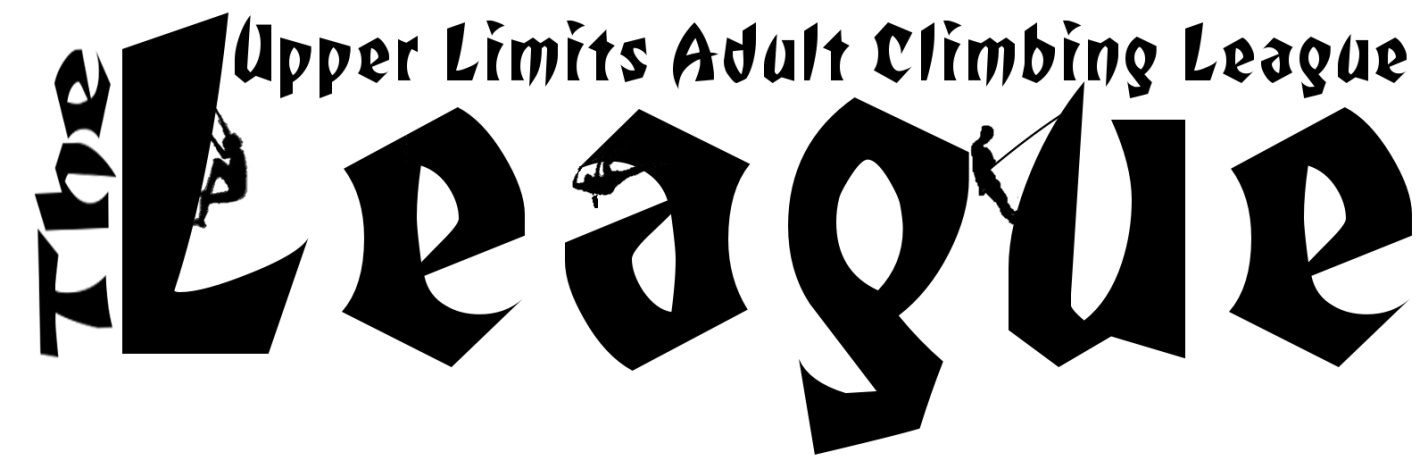 Upper Limits Adult Climbing League
The
League